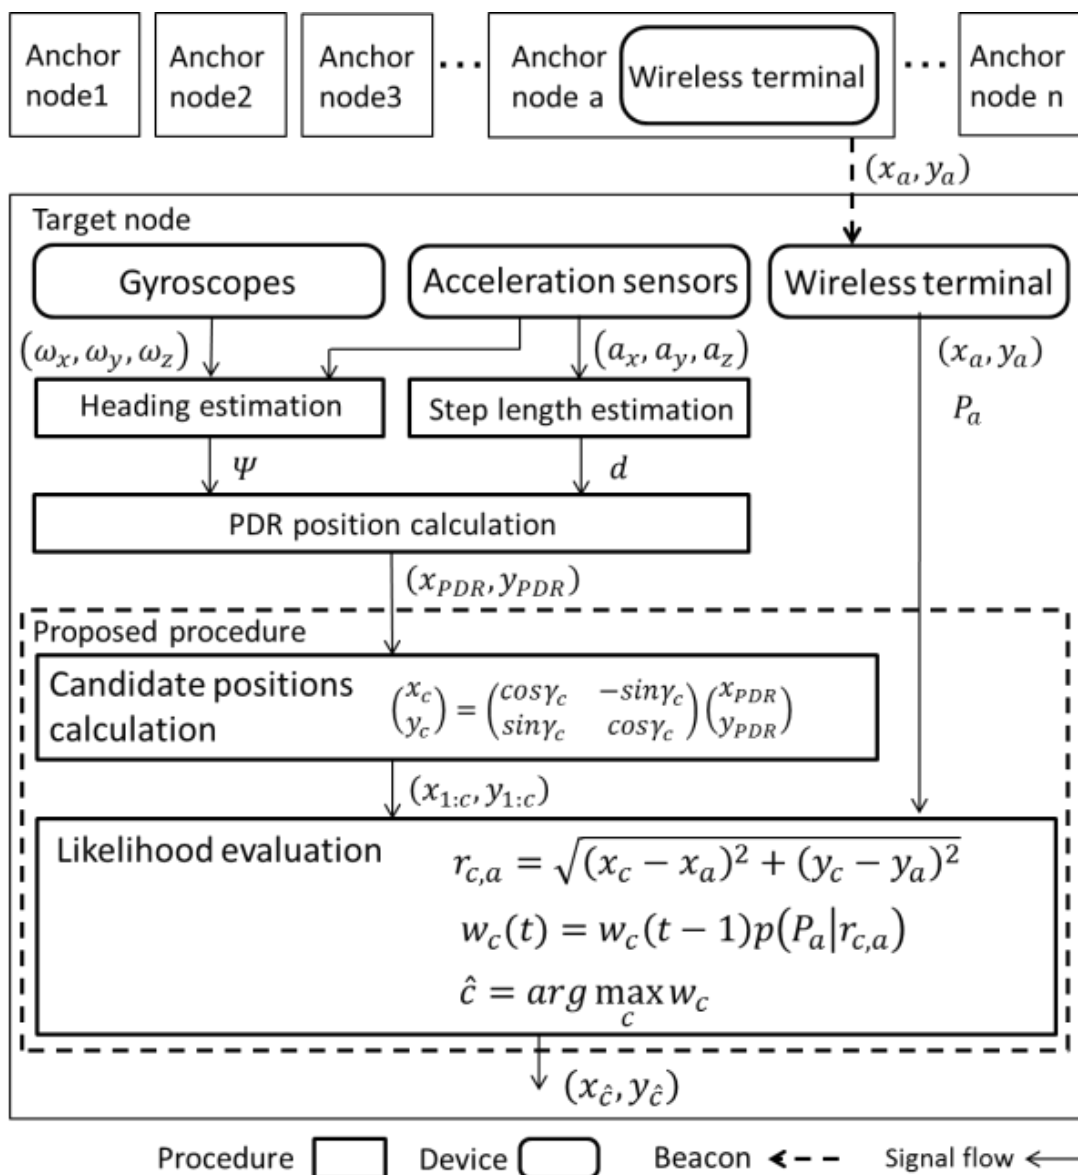 Anchor node1
Anchor node2
Anchor node3
...
Anchor node a
Wireless terminal
...
Anchor node n
(x_a, y_a)
Target node
Gyroscopes
Acceleration sensors
Wireless terminal
(ω_x, ω_y, ω_z)
(a_x, a_y, a_z)
(x_a, y_a)
P_a
Heading estimation
Step length estimation
Ψ
d
PDR position calculation
(x_PDR, y_PDR)
Proposed procedure
Candidate positions
calculation
(x_c y_c) = (cosγ_c −sinγ_c sinγ_c cosγ_c)(x_PDR y_PDR)
(x_1:c, y_1:c)
Likelihood evaluation
r_c,a = √((x_c − x_a)² + (y_c − y_a)²)
w_c(t) = w_c(t − 1)p(P_a|r_c,a)
ĉ = arg max_c w_c
(x_ĉ, y_ĉ)
Procedure
Device
Beacon
Signal flow